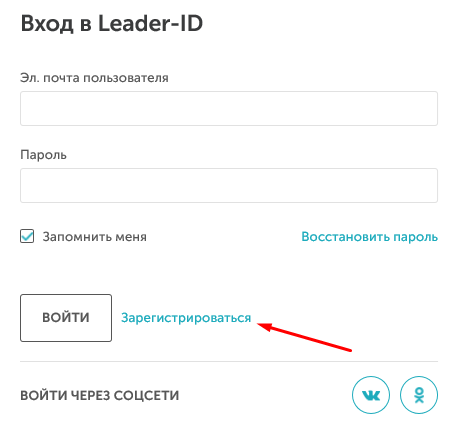 Вход в Leader-ID
Эл. почта пользователя
Пароль
Запомнить меня Восстановить пароль
ВОЙТИ Зарегистрироваться
ВОЙТИ ЧЕРЕЗ СОЦСЕТИ